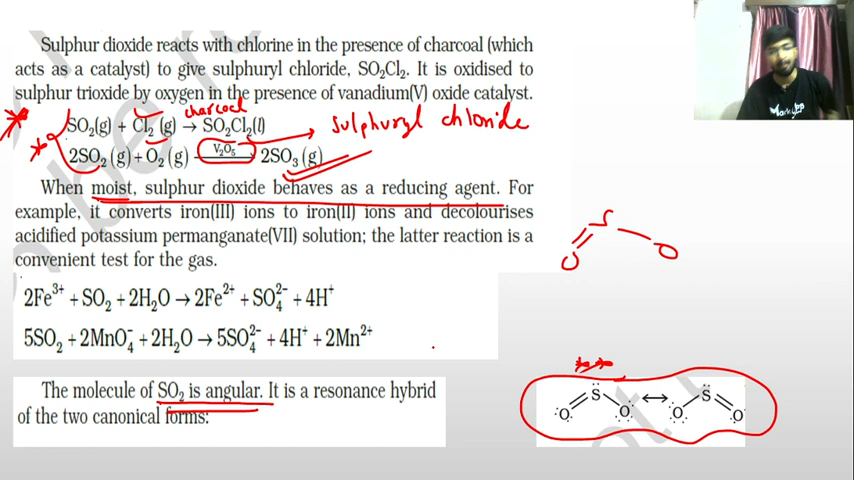 Sulphur dioxide reacts with chlorine in the presence of charcoal (which
acts as a catalyst) to give sulphuryl chloride, SO₂Cl₂. It is oxidised to
sulphur trioxide by oxygen in the presence of vanadium(V) oxide catalyst.
charcoal
SO₂(g) + Cl₂ (g) → SO₂Cl₂(l)
sulphuryl chloride
2SO₂ (g) + O₂ (g) V₂O₅ 2SO₃ (g)
When moist, sulphur dioxide behaves as a reducing agent. For
example, it converts iron(III) ions to iron(II) ions and decolourises
acidified potassium permanganate(VII) solution; the latter reaction is a
convenient test for the gas.
S
O O
2Fe³⁺ + SO₂ + 2H₂O → 2Fe²⁺ + SO₄²⁻ + 4H⁺
5SO₂ + 2MnO₄⁻ + 2H₂O → 5SO₄²⁻ + 4H⁺ + 2Mn²⁺
The molecule of SO₂ is angular. It is a resonance hybrid
of the two canonical forms:
S ↔ S
O O O O